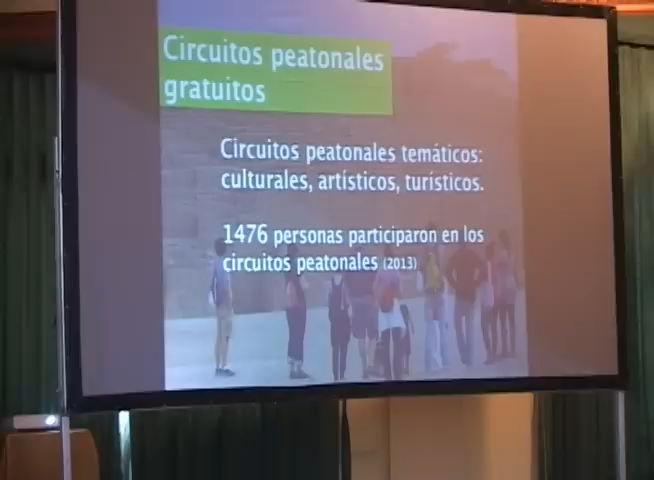 Circuitos peatonales
gratuitos
Circuitos peatonales temáticos:
culturales, artísticos, turísticos.
1476 personas participaron en los
circuitos peatonales (2013)